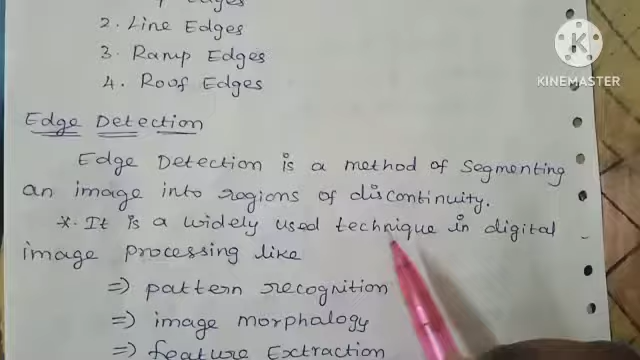 Edges
2. Line Edges
3. Ramp Edges
4. Roof Edges
Edge Detection
Edge Detection is a method of segmenting
an image into regions of discontinuity.
*. It is a widely used technique in digital
image processing like
=) pattern recognition
=) image morphalogy
=) feature Extraction
K
KINEMASTER